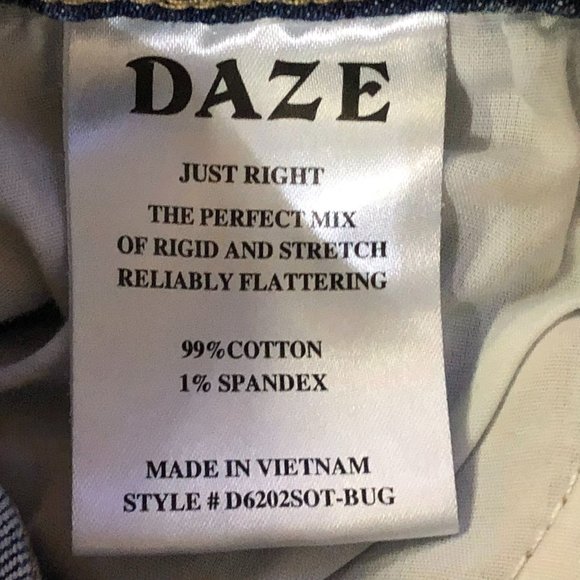 DAZE
JUST RIGHT
THE PERFECT MIX
OF RIGID AND STRETCH
RELIABLY FLATTERING
99%COTTON
1% SPANDEX
MADE IN VIETNAM
STYLE # D6202SOT-BUG